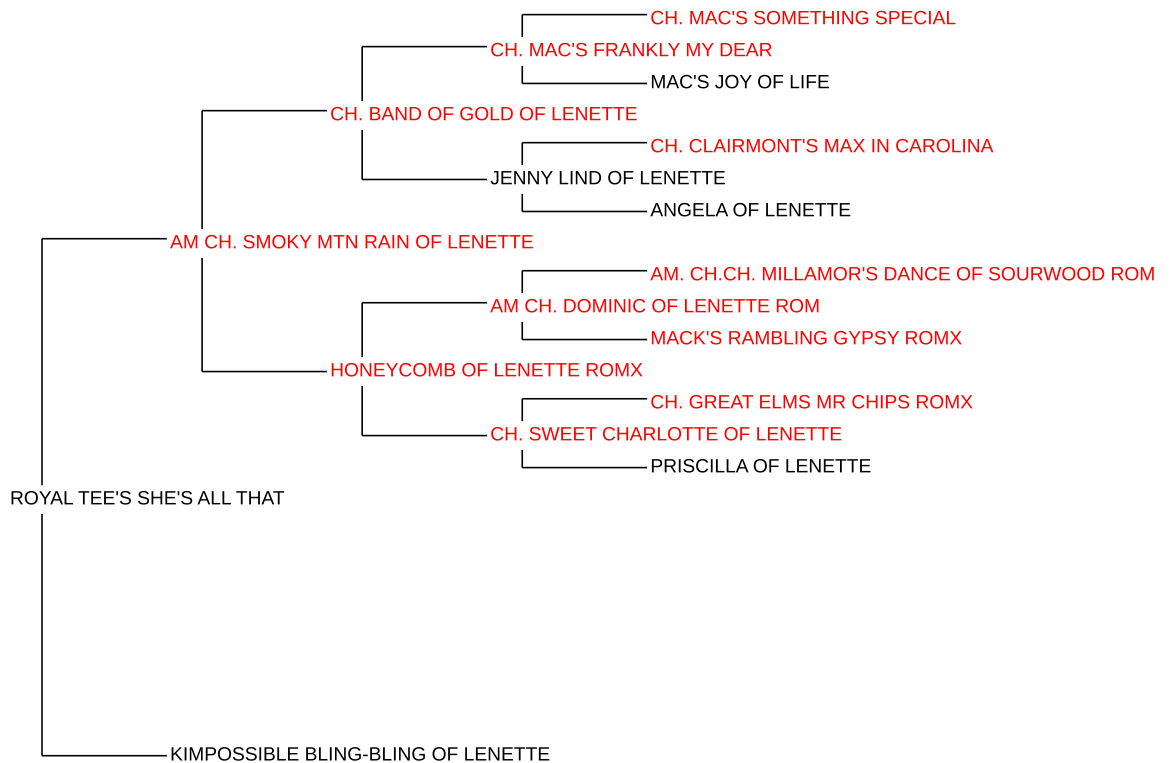 CH. MAC'S SOMETHING SPECIAL
CH. MAC'S FRANKLY MY DEAR
MAC'S JOY OF LIFE
CH. BAND OF GOLD OF LENETTE
CH. CLAIRMONT'S MAX IN CAROLINA
JENNY LIND OF LENETTE
ANGELA OF LENETTE
AM CH. SMOKY MTN RAIN OF LENETTE
AM. CH.CH. MILLAMOR'S DANCE OF SOURWOOD ROM
AM CH. DOMINIC OF LENETTE ROM
MACK'S RAMBLING GYPSY ROMX
HONEYCOMB OF LENETTE ROMX
CH. GREAT ELMS MR CHIPS ROMX
CH. SWEET CHARLOTTE OF LENETTE
PRISCILLA OF LENETTE
ROYAL TEE'S SHE'S ALL THAT
KIMPOSSIBLE BLING-BLING OF LENETTE